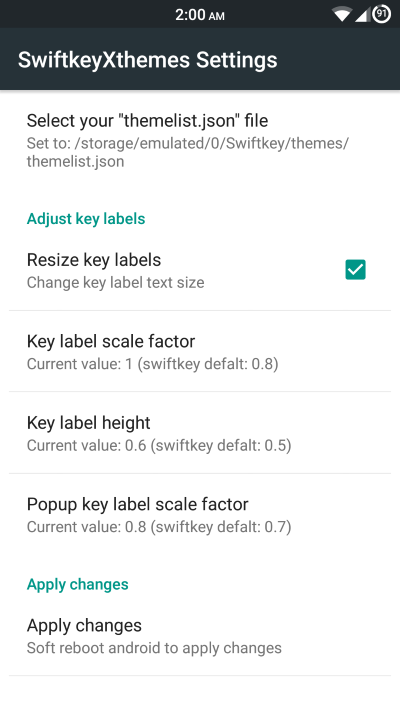 2:00 AM
91
SwiftkeyXthemes Settings
Select your "themelist.json" file
Set to: /storage/emulated/0/Swiftkey/themes/
themelist.json
Adjust key labels
Resize key labels
Change key label text size
Key label scale factor
Current value: 1 (swiftkey defalt: 0.8)
Key label height
Current value: 0.6 (swiftkey defalt: 0.5)
Popup key label scale factor
Current value: 0.8 (swiftkey defalt: 0.7)
Apply changes
Apply changes
Soft reboot android to apply changes